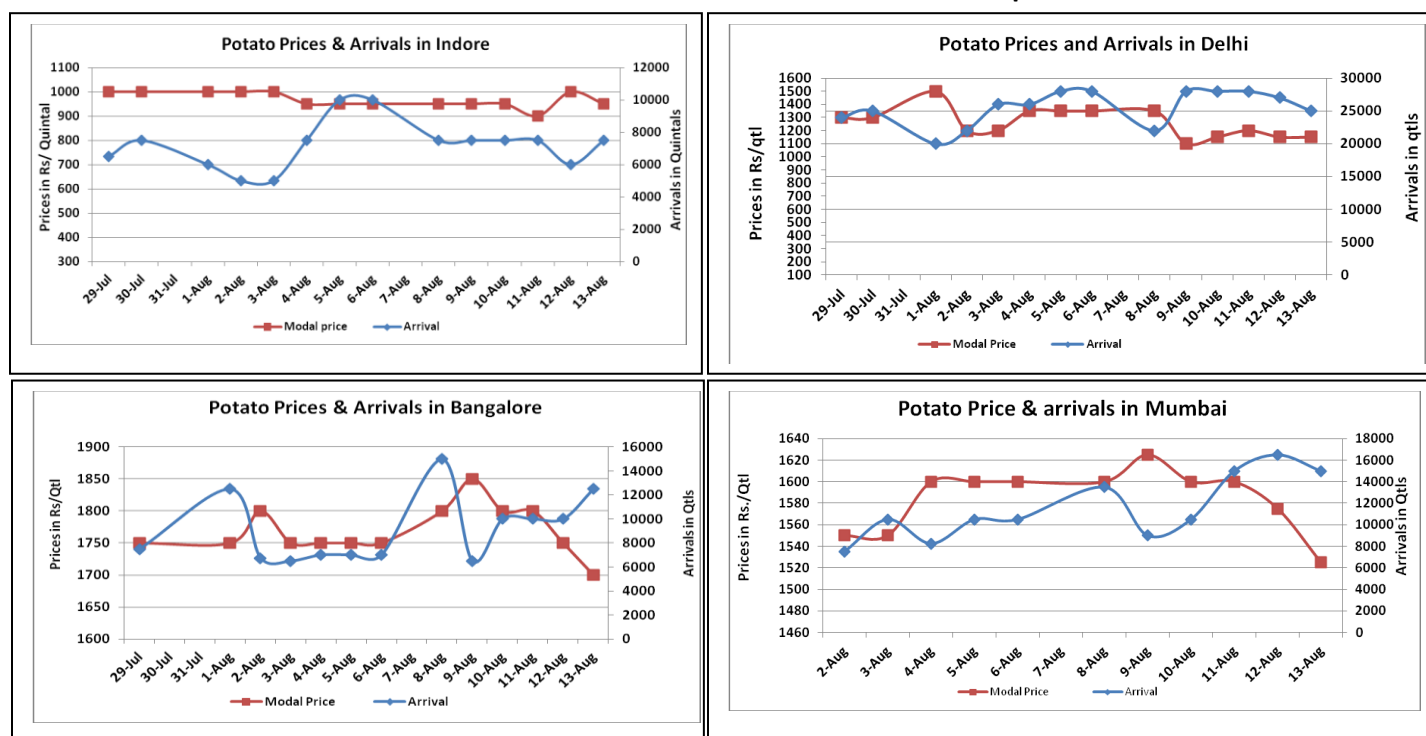 Potato Prices & Arrivals in Indore
Prices in Rs/ Quintal
1100
1000
900
800
700
600
500
400
300
12000
10000
8000
6000
4000
2000
0
Arrivals in Quintals
29-Jul
30-Jul
31-Jul
1-Aug
2-Aug
3-Aug
4-Aug
5-Aug
6-Aug
7-Aug
8-Aug
9-Aug
10-Aug
11-Aug
12-Aug
13-Aug
Modal price
Arrival
Potato Prices and Arrivals in Delhi
Prices in Rs/qtl
1600
1500
1400
1300
1200
1100
1000
900
800
700
600
500
400
300
200
100
30000
25000
20000
15000
10000
5000
0
Arrivals in qtls
29-Jul
30-Jul
31-Jul
1-Aug
2-Aug
3-Aug
4-Aug
5-Aug
6-Aug
7-Aug
8-Aug
9-Aug
10-Aug
11-Aug
12-Aug
13-Aug
Modal Price
Arrival
Potato Prices & Arrivals in Bangalore
Prices in Rs/Qtl
1900
1850
1800
1750
1700
1650
1600
16000
14000
12000
10000
8000
6000
4000
2000
0
Arrivals in Qtls
29-Jul
30-Jul
31-Jul
1-Aug
2-Aug
3-Aug
4-Aug
5-Aug
6-Aug
7-Aug
8-Aug
9-Aug
10-Aug
11-Aug
12-Aug
13-Aug
Modal Price
Arrival
Potato Price & arrivals in Mumbai
Prices in Rs./Qtl
1640
1620
1600
1580
1560
1540
1520
1500
1480
1460
18000
16000
14000
12000
10000
8000
6000
4000
2000
0
Arrivals in Qtls
2-Aug
3-Aug
4-Aug
5-Aug
6-Aug
7-Aug
8-Aug
9-Aug
10-Aug
11-Aug
12-Aug
13-Aug
Modal Price
Arrival